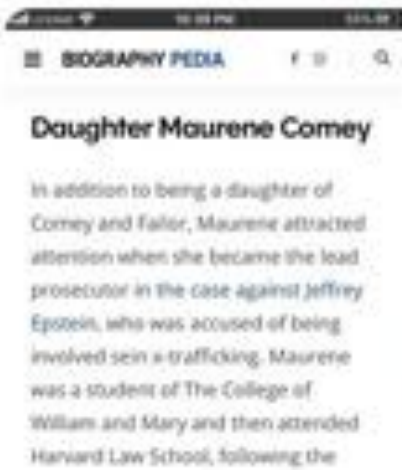 BIOGRAPHY PEDIA
Daughter Maurene Comey
In addition to being a daughter of
Comey and Failor, Maurene attracted
attention when she became the lead
prosecutor in the case against Jeffrey
Epstein, who was accused of being
involved sein x-trafficking. Maurene
was a student of The College of
William and Mary and then attended
Harvard Law School, following the